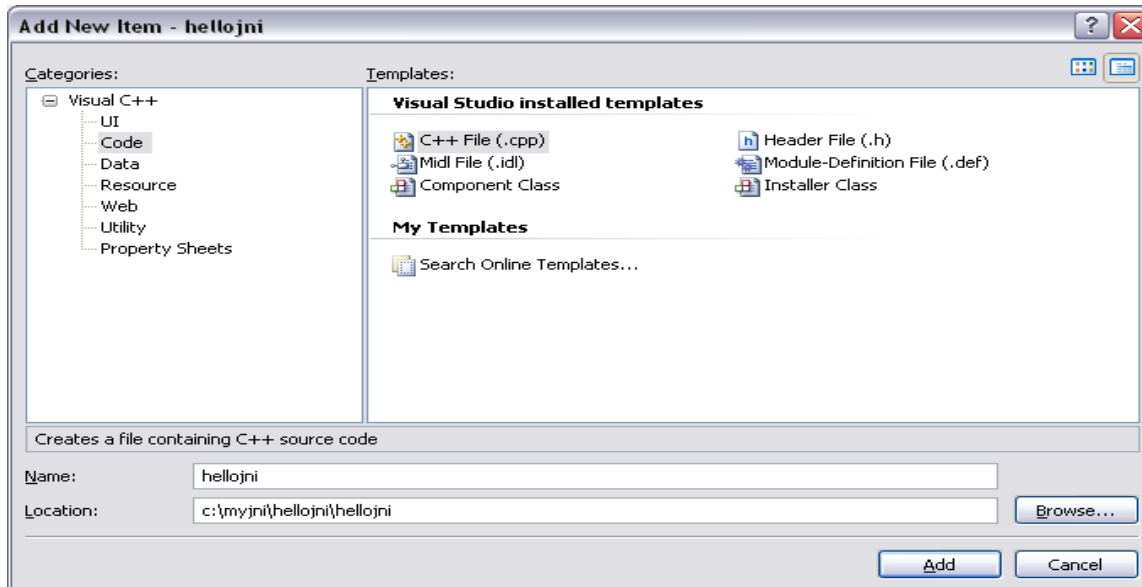 Add New Item - hellojni
Categories:
Templates:
Visual C++
UI
Code
Data
Resource
Web
Utility
Property Sheets
Visual Studio installed templates
C++ File (.cpp)
Header File (.h)
Midl File (.idl)
Module-Definition File (.def)
Component Class
Installer Class
My Templates
Search Online Templates...
Creates a file containing C++ source code
Name:
hellojni
Location:
c:\myjni\hellojni\hellojni
Browse...
Add
Cancel